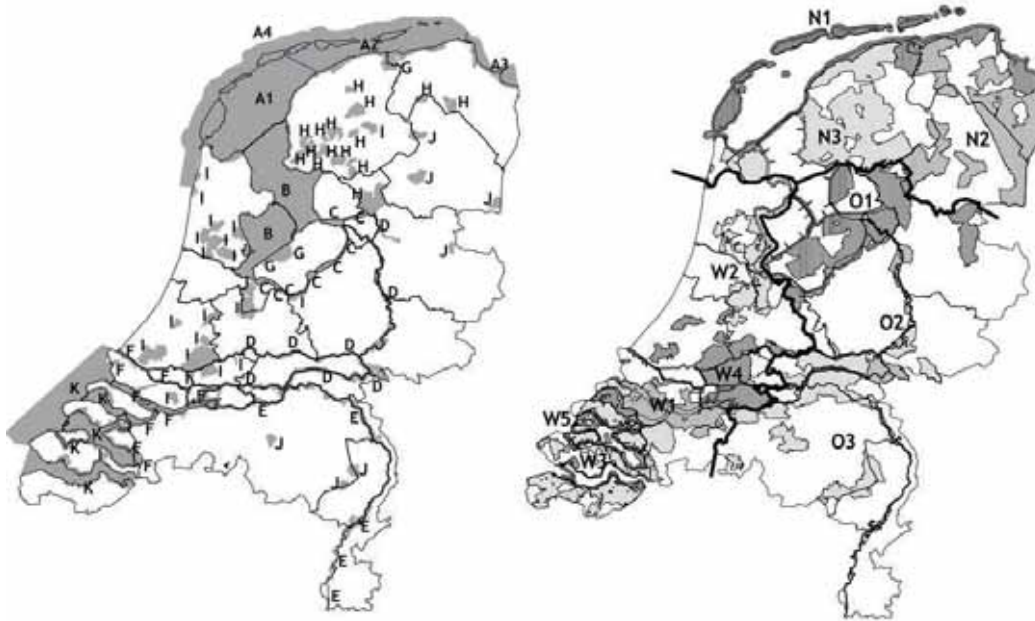 A4
A2
A3
G
A1
H
H H
H
H H H I
H J
H H H H
H H H
I J
I B H J
C C D
I I B
I I I C J
I G
G C
C C C I D
I
I I D D D
F I I I
F F D D D
K F I E E
K F F E
K F J
F
K J
J
E
E
E
N1
N3 N2
O1
W2
O2
W4
W1
W5
W3 O3